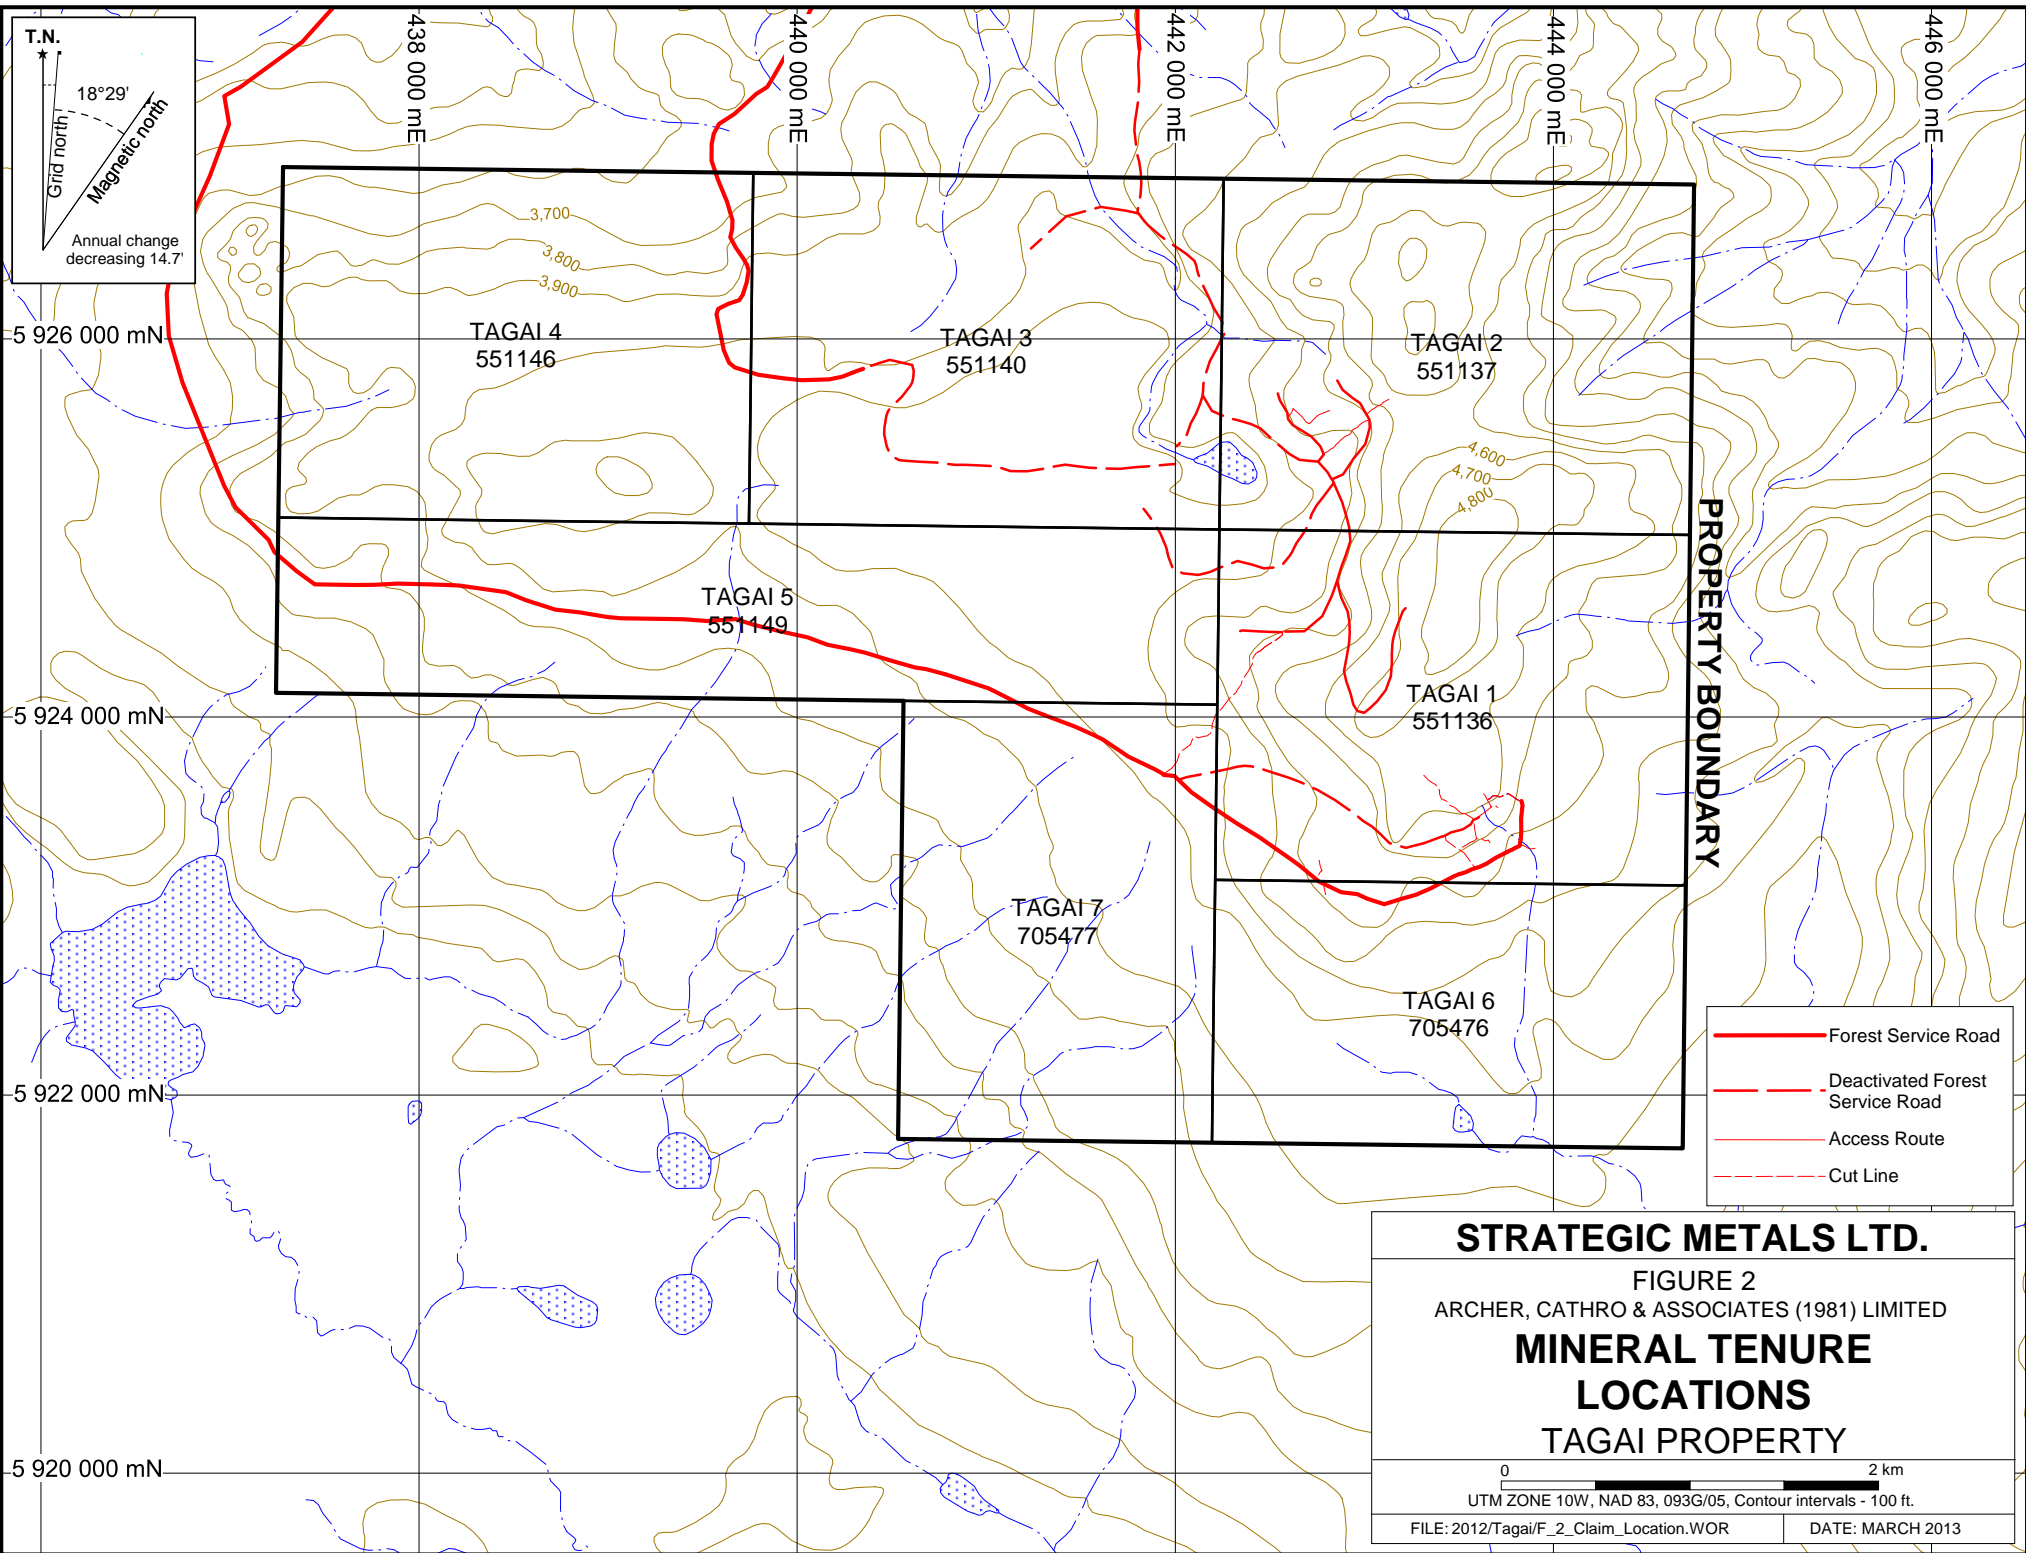 T.N.
18°29'
Grid north
Magnetic north
Annual change
decreasing 14.7'
438 000 mE
440 000 mE
442 000 mE
444 000 mE
446 000 mE
5 926 000 mN
5 924 000 mN
5 922 000 mN
5 920 000 mN
3,700
3,800
3,900
4,600
4,700
4,800
TAGAI 4
551146
TAGAI 3
551140
TAGAI 2
551137
TAGAI 5
551149
TAGAI 1
551136
TAGAI 7
705477
TAGAI 6
705476
PROPERTY BOUNDARY
Forest Service Road
Deactivated Forest
Service Road
Access Route
Cut Line
STRATEGIC METALS LTD.
FIGURE 2
ARCHER, CATHRO & ASSOCIATES (1981) LIMITED
MINERAL TENURE
LOCATIONS
TAGAI PROPERTY
0 2 km
UTM ZONE 10W, NAD 83, 093G/05, Contour intervals - 100 ft.
FILE: 2012/Tagai/F_2_Claim_Location.WOR
DATE: MARCH 2013